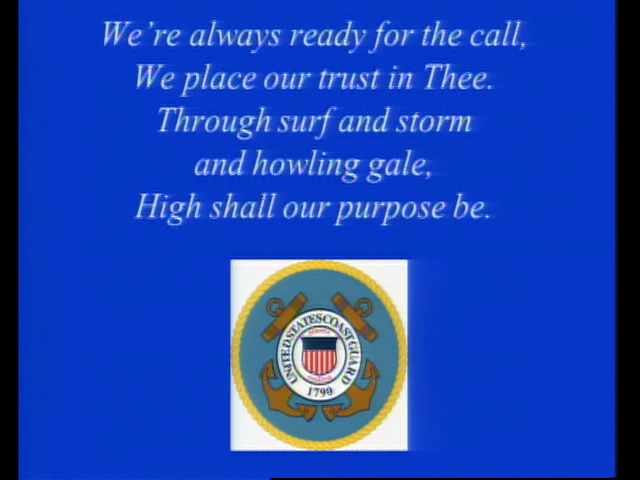 We're always ready for the call,
We place our trust in Thee.
Through surf and storm
and howling gale,
High shall our purpose be.
UNITED STATES COAST GUARD
1790